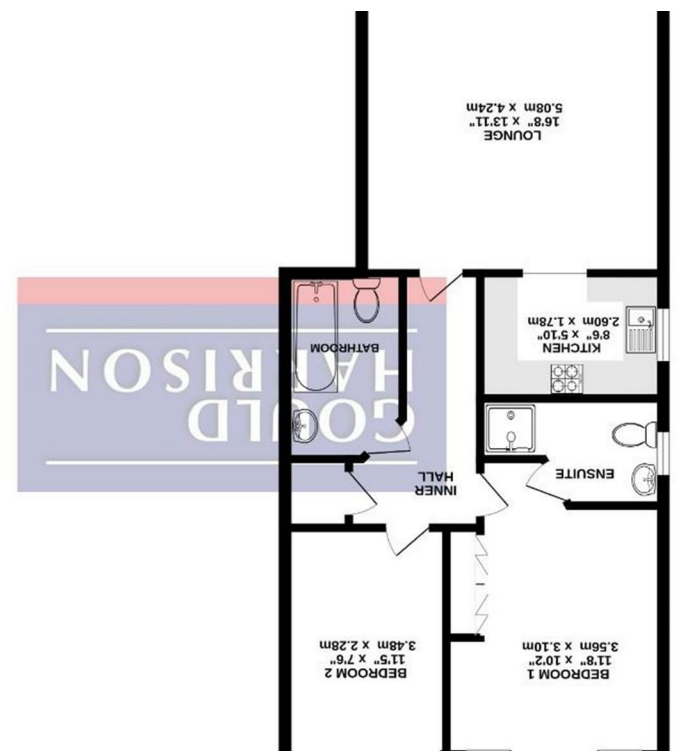 BEDROOM 1
11'8" x 10'2"
3.56m x 3.10m
BEDROOM 2
11'5" x 7'6"
3.48m x 2.28m
INNER
HALL
ENSUITE
GOULD
HARRISON
BATHROOM
KITCHEN
8'6" x 5'10"
2.60m x 1.78m
LOUNGE
16'8" x 13'11"
5.08m x 4.24m